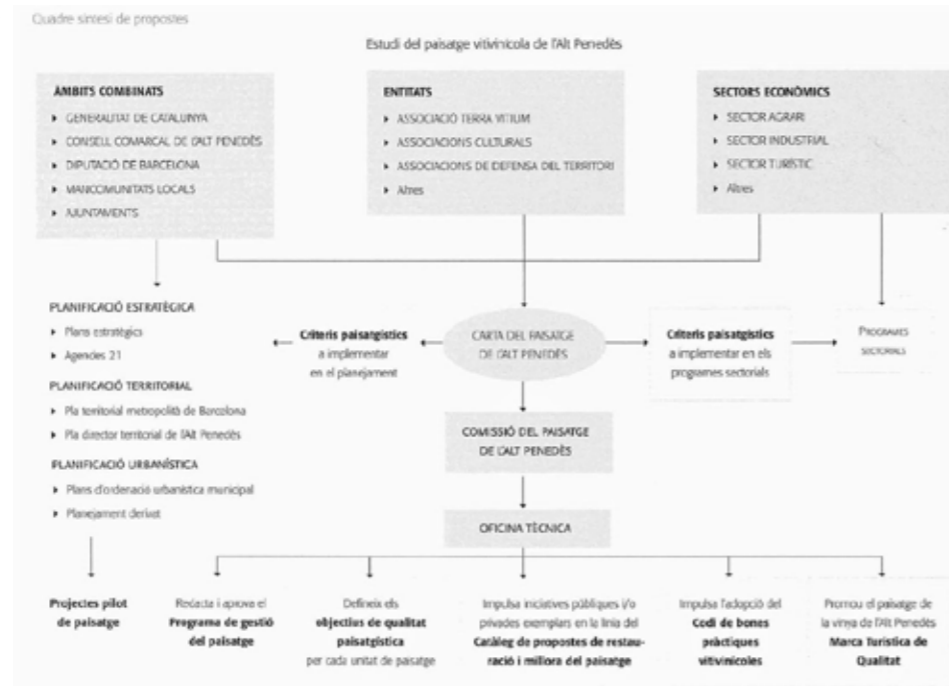 Quadre síntesi de propostes
Estudi del paisatge vitivinícola de l'Alt Penedès
ÀMBITS COMBINATS
GENERALITAT DE CATALUNYA
CONSELL COMARCAL DE L'ALT PENEDÈS
DIPUTACIÓ DE BARCELONA
MANCOMUNITATS LOCALS
AJUNTAMENTS
ENTITATS
ASSOCIACIÓ TERRA VITIUM
ASSOCIACIONS CULTURALS
ASSOCIACIONS DE DEFENSA DEL TERRITORI
Altres
SECTORS ECONÒMICS
SECTOR AGRARI
SECTOR INDUSTRIAL
SECTOR TURÍSTIC
Altres
PLANIFICACIÓ ESTRATÈGICA
Plans estratègics
Agendes 21
PLANIFICACIÓ TERRITORIAL
Pla territorial metropolità de Barcelona
Pla director territorial de l'Alt Penedès
PLANIFICACIÓ URBANÍSTICA
Plans d'ordenació urbanística municipal
Planejament derivat
Criteris paisatgístics
a implementar
en el planejament
CARTA DEL PAISATGE
DE L'ALT PENEDÈS
Criteris paisatgístics
a implementar en els
programes sectorials
PROGRAMES
SECTORIALS
COMISSIÓ DEL PAISATGE
DE L'ALT PENEDÈS
OFICINA TÈCNICA
Projectes pilot
de paisatge
Redacta i aprova el
Programa de gestió
del paisatge
Defineix els
objectius de qualitat
paisatgística
per cada unitat de paisatge
Impulsa iniciatives públiques i/o
privades exemplars en la línia del
Catàleg de propostes de restau-
ració i millora del paisatge
Impulsa l'adopció del
Codi de bones
pràctiques
vitivinícoles
Promou el paisatge de
la vinya de l'Alt Penedès
Marca Turística de
Qualitat